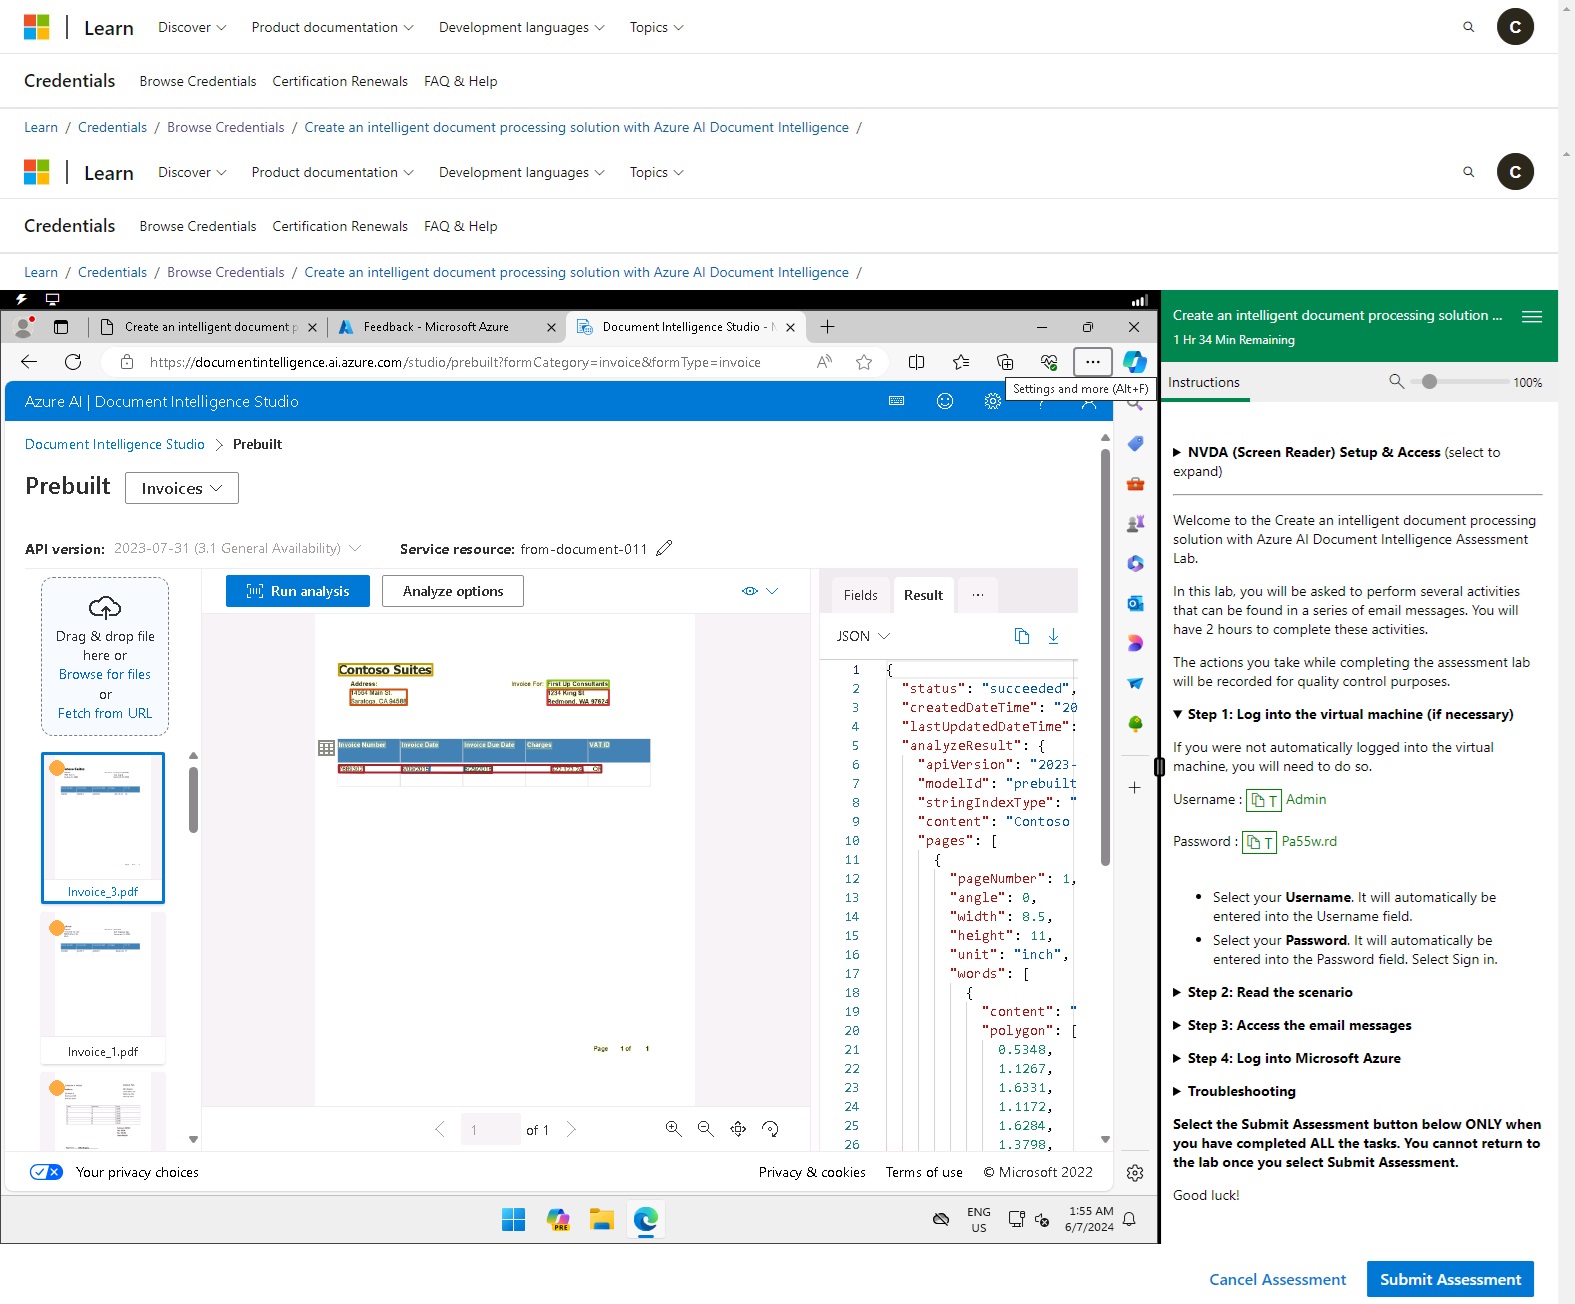 Learn Discover Product documentation Development languages Topics C
Credentials Browse Credentials Certification Renewals FAQ & Help
Learn / Credentials / Browse Credentials / Create an intelligent document processing solution with Azure AI Document Intelligence /
Learn Discover Product documentation Development languages Topics C
Credentials Browse Credentials Certification Renewals FAQ & Help
Learn / Credentials / Browse Credentials / Create an intelligent document processing solution with Azure AI Document Intelligence /
Create an intelligent document p
Feedback - Microsoft Azure
Document Intelligence Studio -
https://documentintelligence.ai.azure.com/studio/prebuilt?formCategory=invoice&formType=invoice
Settings and more (Alt+F)
Azure AI | Document Intelligence Studio
Document Intelligence Studio > Prebuilt
Prebuilt Invoices
API version: 2023-07-31 (3.1 General Availability) Service resource: from-document-011
Drag & drop file
here or
Browse for files
or
Fetch from URL
Invoice_3.pdf
Invoice_1.pdf
Run analysis Analyze options
Contoso Suites
Address:
Saratoga, CA 94588
Invoice For: First Up Consultants
1234 King St
Redmond, WA 97624
Invoice Number Invoice Date Invoice Due Date Charges VAT ID
Page 1 of 1
1 of 1
Fields Result ...
JSON
1 {
2 "status": "succeeded",
3 "createdDateTime": "20
4 "lastUpdatedDateTime":
5 "analyzeResult": {
6 "apiVersion": "2023-
7 "modelId": "prebuilt
8 "stringIndexType": "
9 "content": "Contoso
10 "pages": [
11 {
12 "pageNumber": 1,
13 "angle": 0,
14 "width": 8.5,
15 "height": 11,
16 "unit": "inch",
17 "words": [
18 {
19 "content": "
20 "polygon": [
21 0.5348,
22 1.1267,
23 1.6331,
24 1.1172,
25 1.6284,
26 1.3798,
Your privacy choices Privacy & cookies Terms of use © Microsoft 2022
PRE
ENG
US
1:55 AM
6/7/2024
Create an intelligent document processing solution ...
1 Hr 34 Min Remaining
Instructions 100%
NVDA (Screen Reader) Setup & Access (select to
expand)
Welcome to the Create an intelligent document processing
solution with Azure AI Document Intelligence Assessment
Lab.
In this lab, you will be asked to perform several activities
that can be found in a series of email messages. You will
have 2 hours to complete these activities.
The actions you take while completing the assessment lab
will be recorded for quality control purposes.
Step 1: Log into the virtual machine (if necessary)
If you were not automatically logged into the virtual
machine, you will need to do so.
Username : T Admin
Password : T Pa55w.rd
• Select your Username. It will automatically be
entered into the Username field.
• Select your Password. It will automatically be
entered into the Password field. Select Sign in.
Step 2: Read the scenario
Step 3: Access the email messages
Step 4: Log into Microsoft Azure
Troubleshooting
Select the Submit Assessment button below ONLY when
you have completed ALL the tasks. You cannot return to
the lab once you select Submit Assessment.
Good luck!
Cancel Assessment Submit Assessment